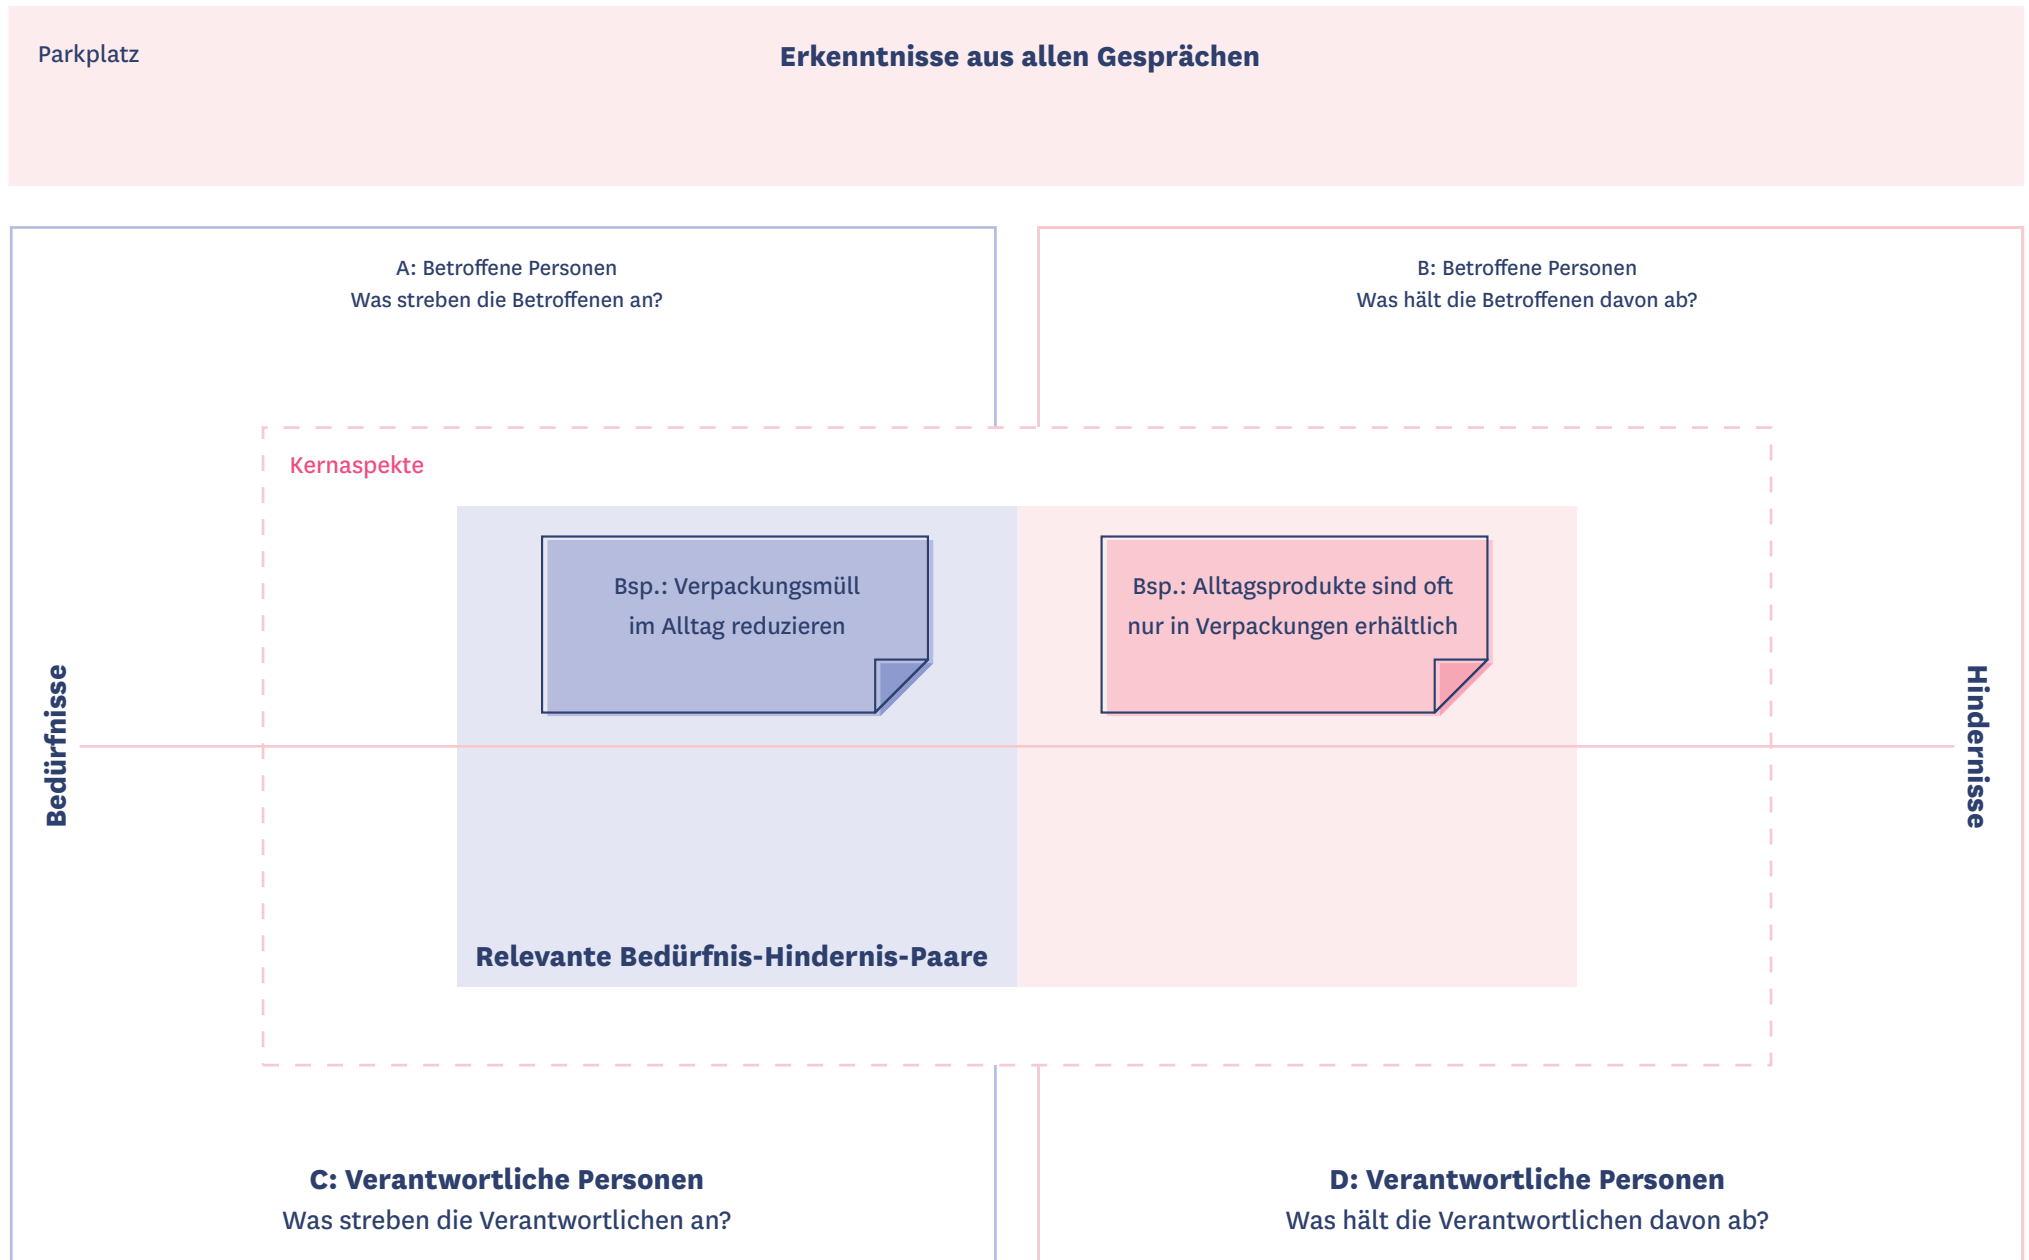 Parkplatz
Erkenntnisse aus allen Gesprächen
A: Betroffene Personen
Was streben die Betroffenen an?
B: Betroffene Personen
Was hält die Betroffenen davon ab?
Kernaspekte
Bsp.: Verpackungsmüll
im Alltag reduzieren
Bsp.: Alltagsprodukte sind oft
nur in Verpackungen erhältlich
Bedürfnisse
Hindernisse
Relevante Bedürfnis-Hindernis-Paare
C: Verantwortliche Personen
Was streben die Verantwortlichen an?
D: Verantwortliche Personen
Was hält die Verantwortlichen davon ab?